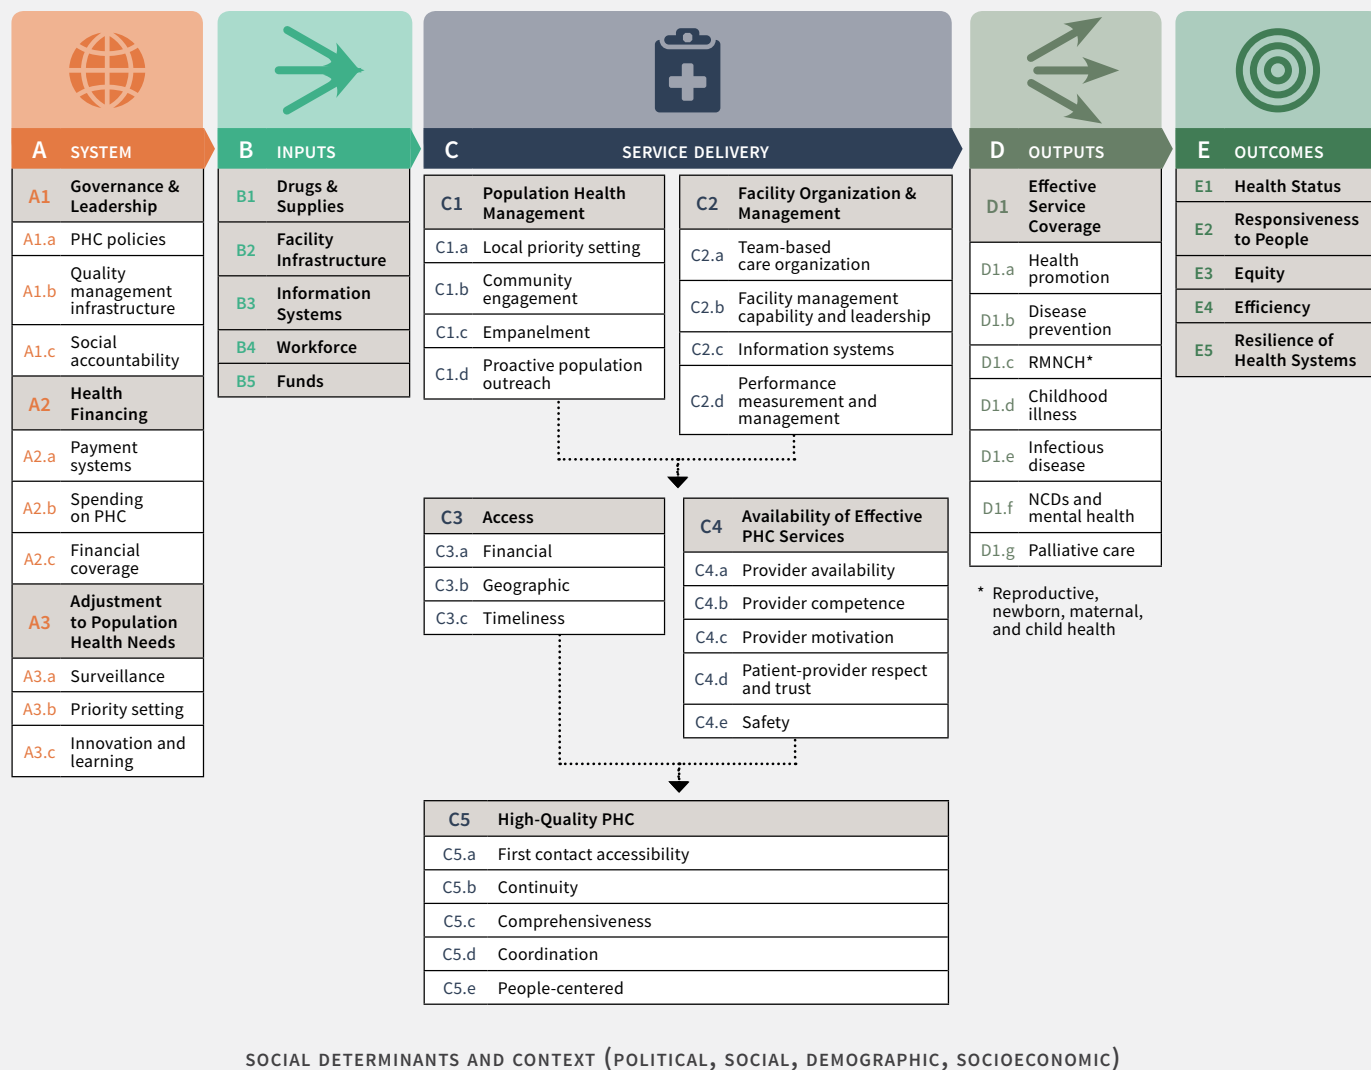 A SYSTEM
A1 Governance &
Leadership
A1.a PHC policies
A1.b Quality
management
infrastructure
A1.c Social
accountability
A2 Health
Financing
A2.a Payment
systems
A2.b Spending
on PHC
A2.c Financial
coverage
A3 Adjustment
to Population
Health Needs
A3.a Surveillance
A3.b Priority setting
A3.c Innovation and
learning
B INPUTS
B1 Drugs &
Supplies
B2 Facility
Infrastructure
B3 Information
Systems
B4 Workforce
B5 Funds
C SERVICE DELIVERY
C1 Population Health
Management
C1.a Local priority setting
C1.b Community
engagement
C1.c Empanelment
C1.d Proactive population
outreach
C2 Facility Organization &
Management
C2.a Team-based
care organization
C2.b Facility management
capability and leadership
C2.c Information systems
C2.d Performance
measurement and
management
C3 Access
C3.a Financial
C3.b Geographic
C3.c Timeliness
C4 Availability of Effective
PHC Services
C4.a Provider availability
C4.b Provider competence
C4.c Provider motivation
C4.d Patient-provider respect
and trust
C4.e Safety
C5 High-Quality PHC
C5.a First contact accessibility
C5.b Continuity
C5.c Comprehensiveness
C5.d Coordination
C5.e People-centered
D OUTPUTS
D1 Effective
Service
Coverage
D1.a Health
promotion
D1.b Disease
prevention
D1.c RMNCH*
D1.d Childhood
illness
D1.e Infectious
disease
D1.f NCDs and
mental health
D1.g Palliative care
* Reproductive,
newborn, maternal,
and child health
E OUTCOMES
E1 Health Status
E2 Responsiveness
to People
E3 Equity
E4 Efficiency
E5 Resilience of
Health Systems
SOCIAL DETERMINANTS AND CONTEXT (POLITICAL, SOCIAL, DEMOGRAPHIC, SOCIOECONOMIC)